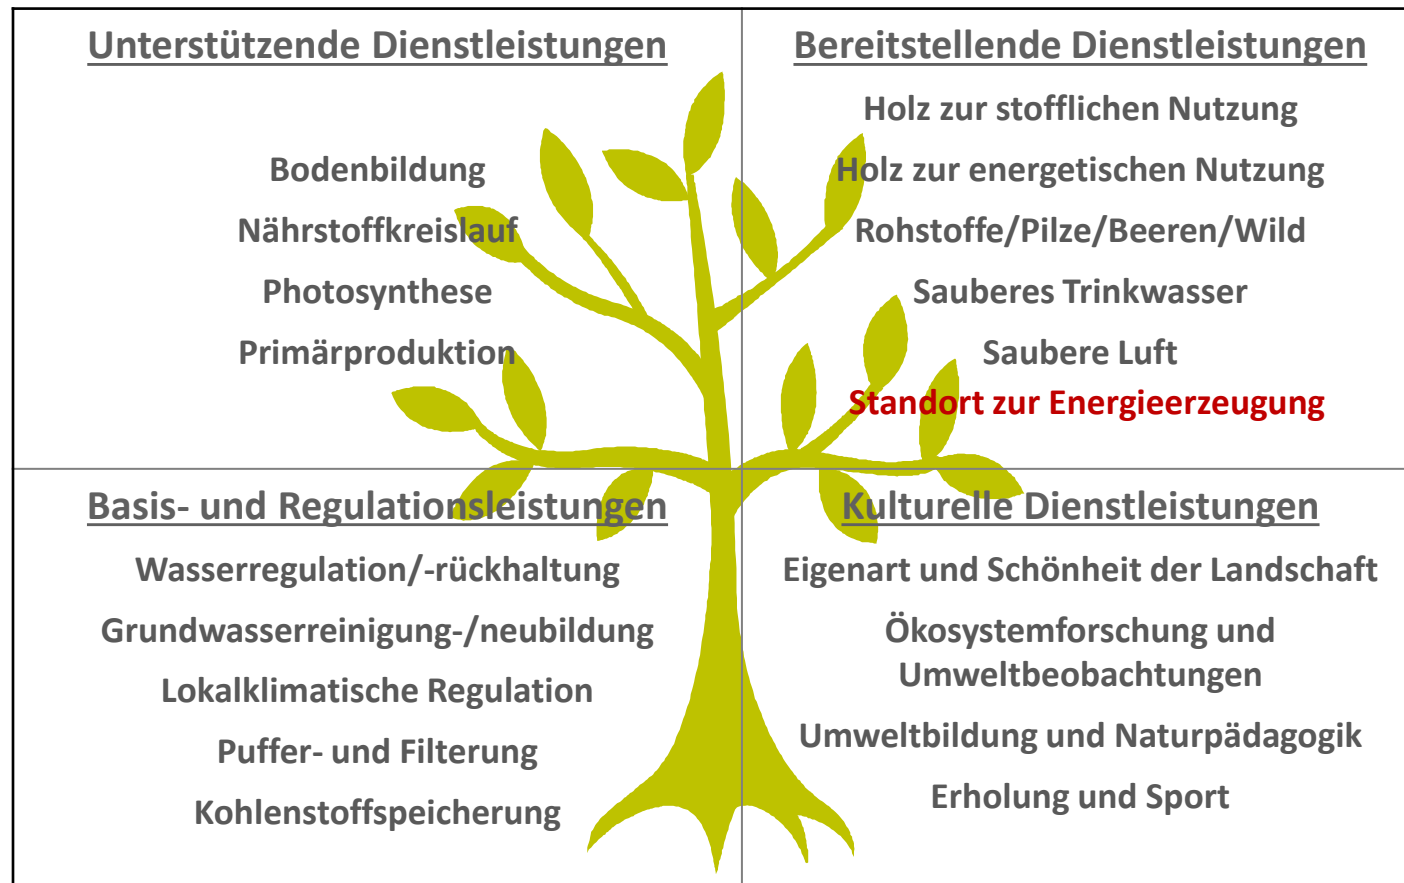 Unterstützende Dienstleistungen
Bodenbildung
Nährstoffkreislauf
Photosynthese
Primärproduktion
Bereitstellende Dienstleistungen
Holz zur stofflichen Nutzung
Holz zur energetischen Nutzung
Rohstoffe/Pilze/Beeren/Wild
Sauberes Trinkwasser
Saubere Luft
Standort zur Energieerzeugung
Basis- und Regulationsleistungen
Wasserregulation/-rückhaltung
Grundwasserreinigung-/neubildung
Lokalklimatische Regulation
Puffer- und Filterung
Kohlenstoffspeicherung
Kulturelle Dienstleistungen
Eigenart und Schönheit der Landschaft
Ökosystemforschung und
Umweltbeobachtungen
Umweltbildung und Naturpädagogik
Erholung und Sport